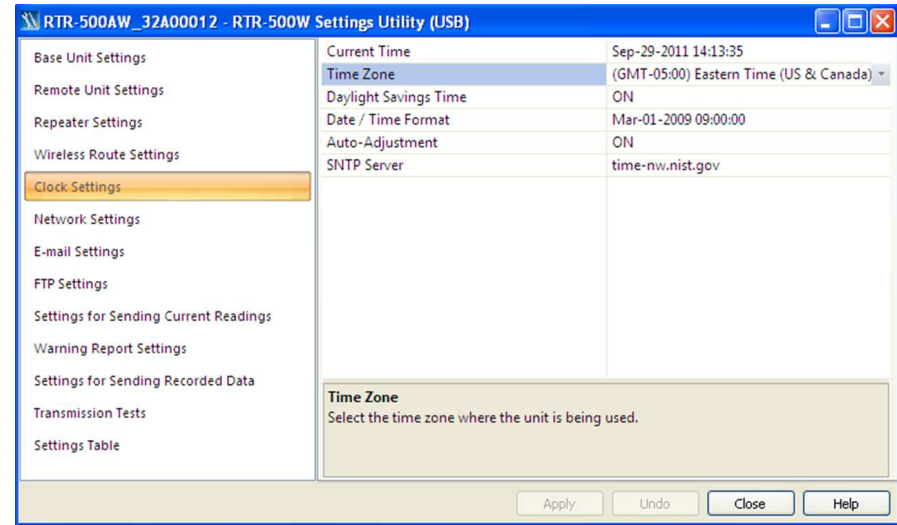 RTR-500AW_32A00012 - RTR-500W Settings Utility (USB)
Base Unit Settings
Remote Unit Settings
Repeater Settings
Wireless Route Settings
Clock Settings
Network Settings
E-mail Settings
FTP Settings
Settings for Sending Current Readings
Warning Report Settings
Settings for Sending Recorded Data
Transmission Tests
Settings Table
Current Time Sep-29-2011 14:13:35
Time Zone (GMT-05:00) Eastern Time (US & Canada)
Daylight Savings Time ON
Date / Time Format Mar-01-2009 09:00:00
Auto-Adjustment ON
SNTP Server time-nw.nist.gov
Time Zone
Select the time zone where the unit is being used.
Apply Undo Close Help